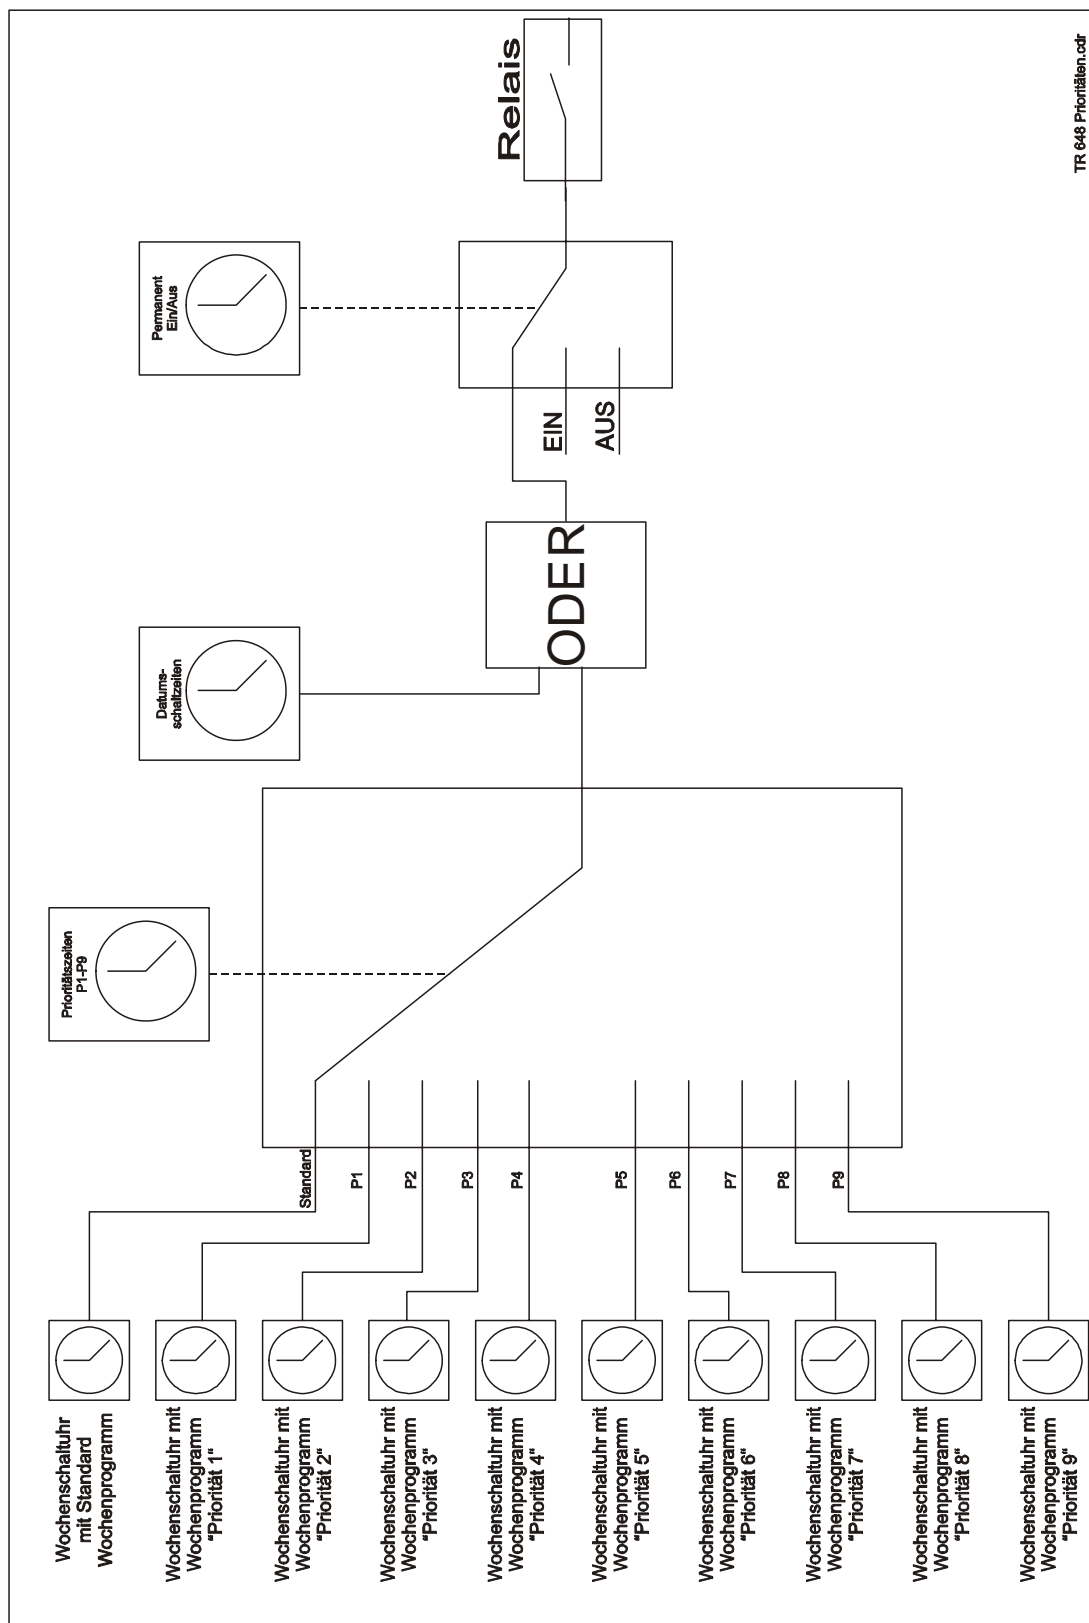 Wochenschaltuhr
mit Standard
Wochenprogramm
Wochenschaltuhr mit
Wochenprogramm
"Priorität 1“
Wochenschaltuhr mit
Wochenprogramm
"Priorität 2“
Wochenschaltuhr mit
Wochenprogramm
"Priorität 3“
Wochenschaltuhr mit
Wochenprogramm
"Priorität 4“
Wochenschaltuhr mit
Wochenprogramm
"Priorität 5“
Wochenschaltuhr mit
Wochenprogramm
"Priorität 6“
Wochenschaltuhr mit
Wochenprogramm
"Priorität 7“
Wochenschaltuhr mit
Wochenprogramm
"Priorität 8“
Wochenschaltuhr mit
Wochenprogramm
"Priorität 9“
Standard
P1
P2
P3
P4
P5
P6
P7
P8
P9
Prioritätszeiten
P1-P9
Datums-
schaltzeiten
ODER
Permanent
Ein/Aus
EIN
AUS
Relais
TR 648 Prioritäten.cdr